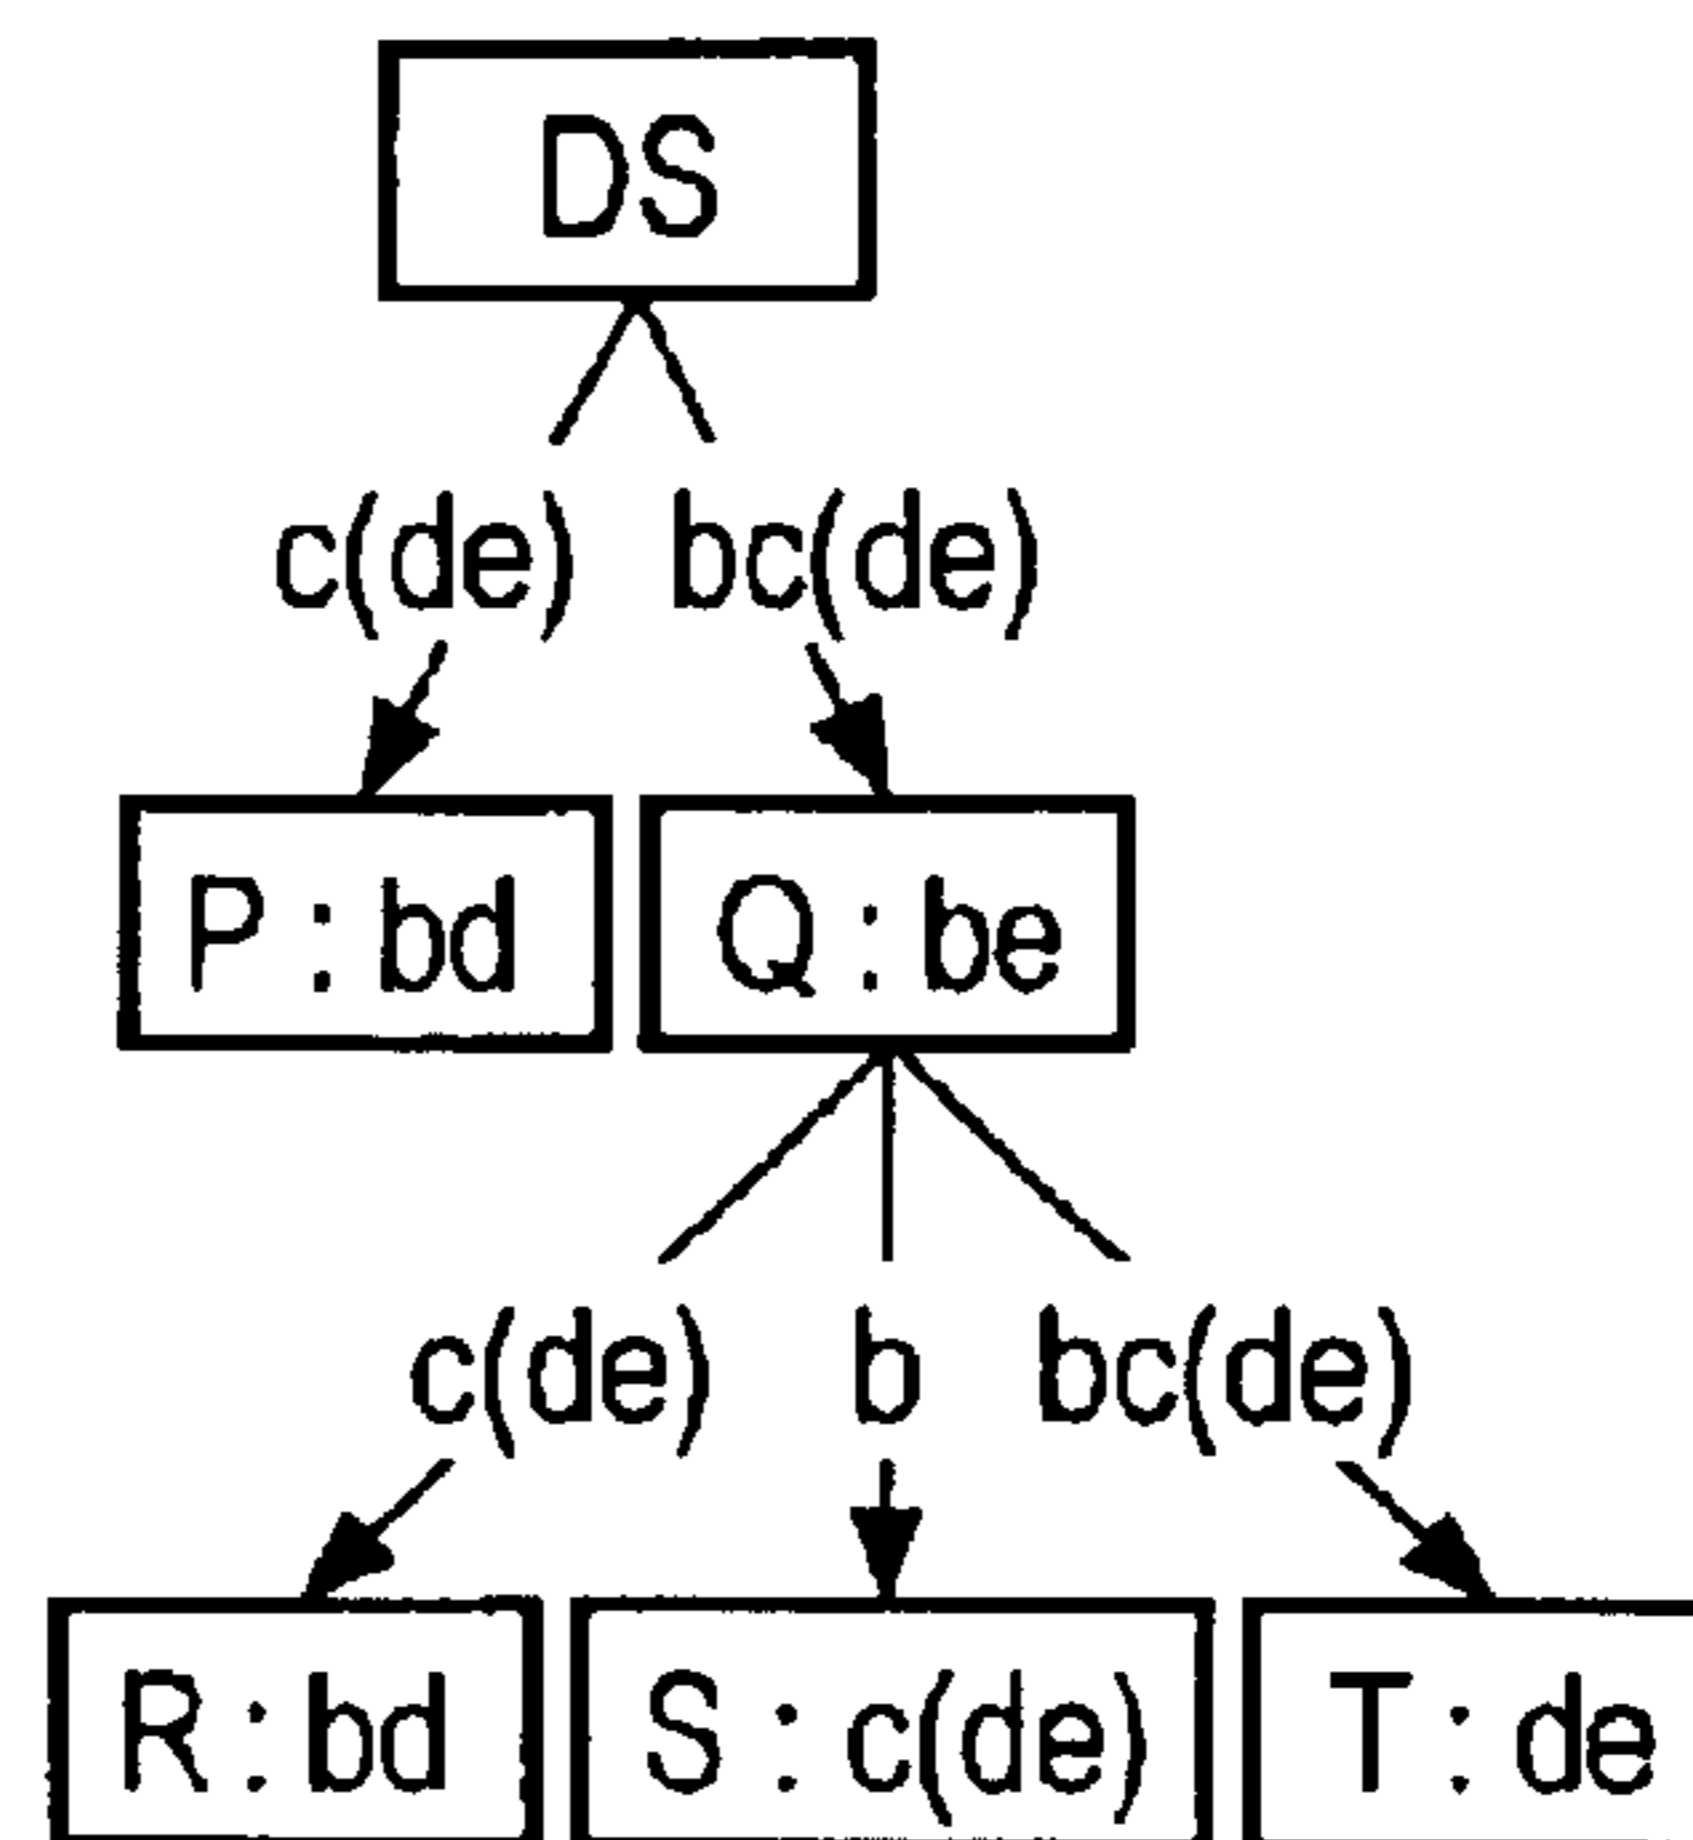 DS
c(de) bc(de)
P : bd Q : be
c(de) b bc(de)
R : bd S : c(de) T : de